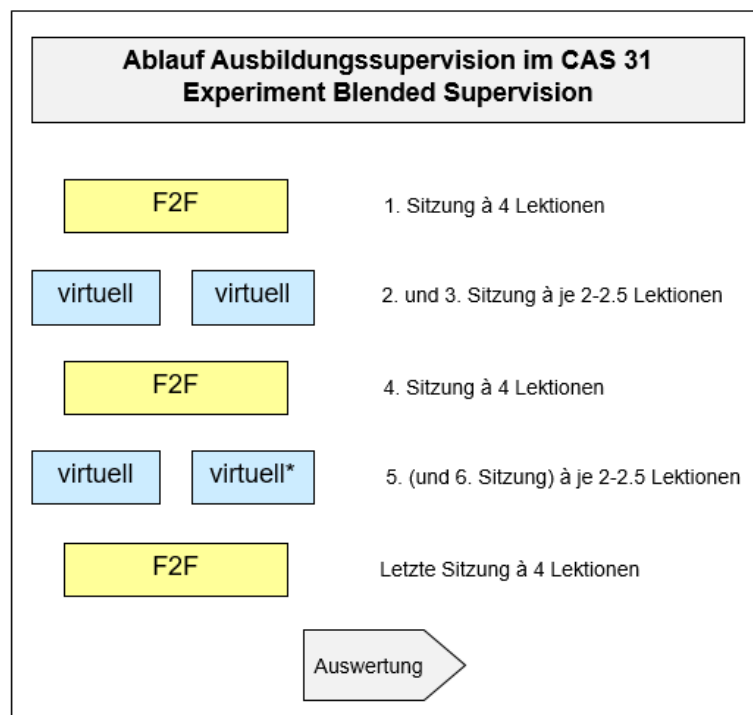 Ablauf Ausbildungssupervision im CAS 31
Experiment Blended Supervision
F2F 1. Sitzung à 4 Lektionen
virtuell virtuell 2. und 3. Sitzung à je 2-2.5 Lektionen
F2F 4. Sitzung à 4 Lektionen
virtuell virtuell* 5. (und 6. Sitzung) à je 2-2.5 Lektionen
F2F Letzte Sitzung à 4 Lektionen
Auswertung